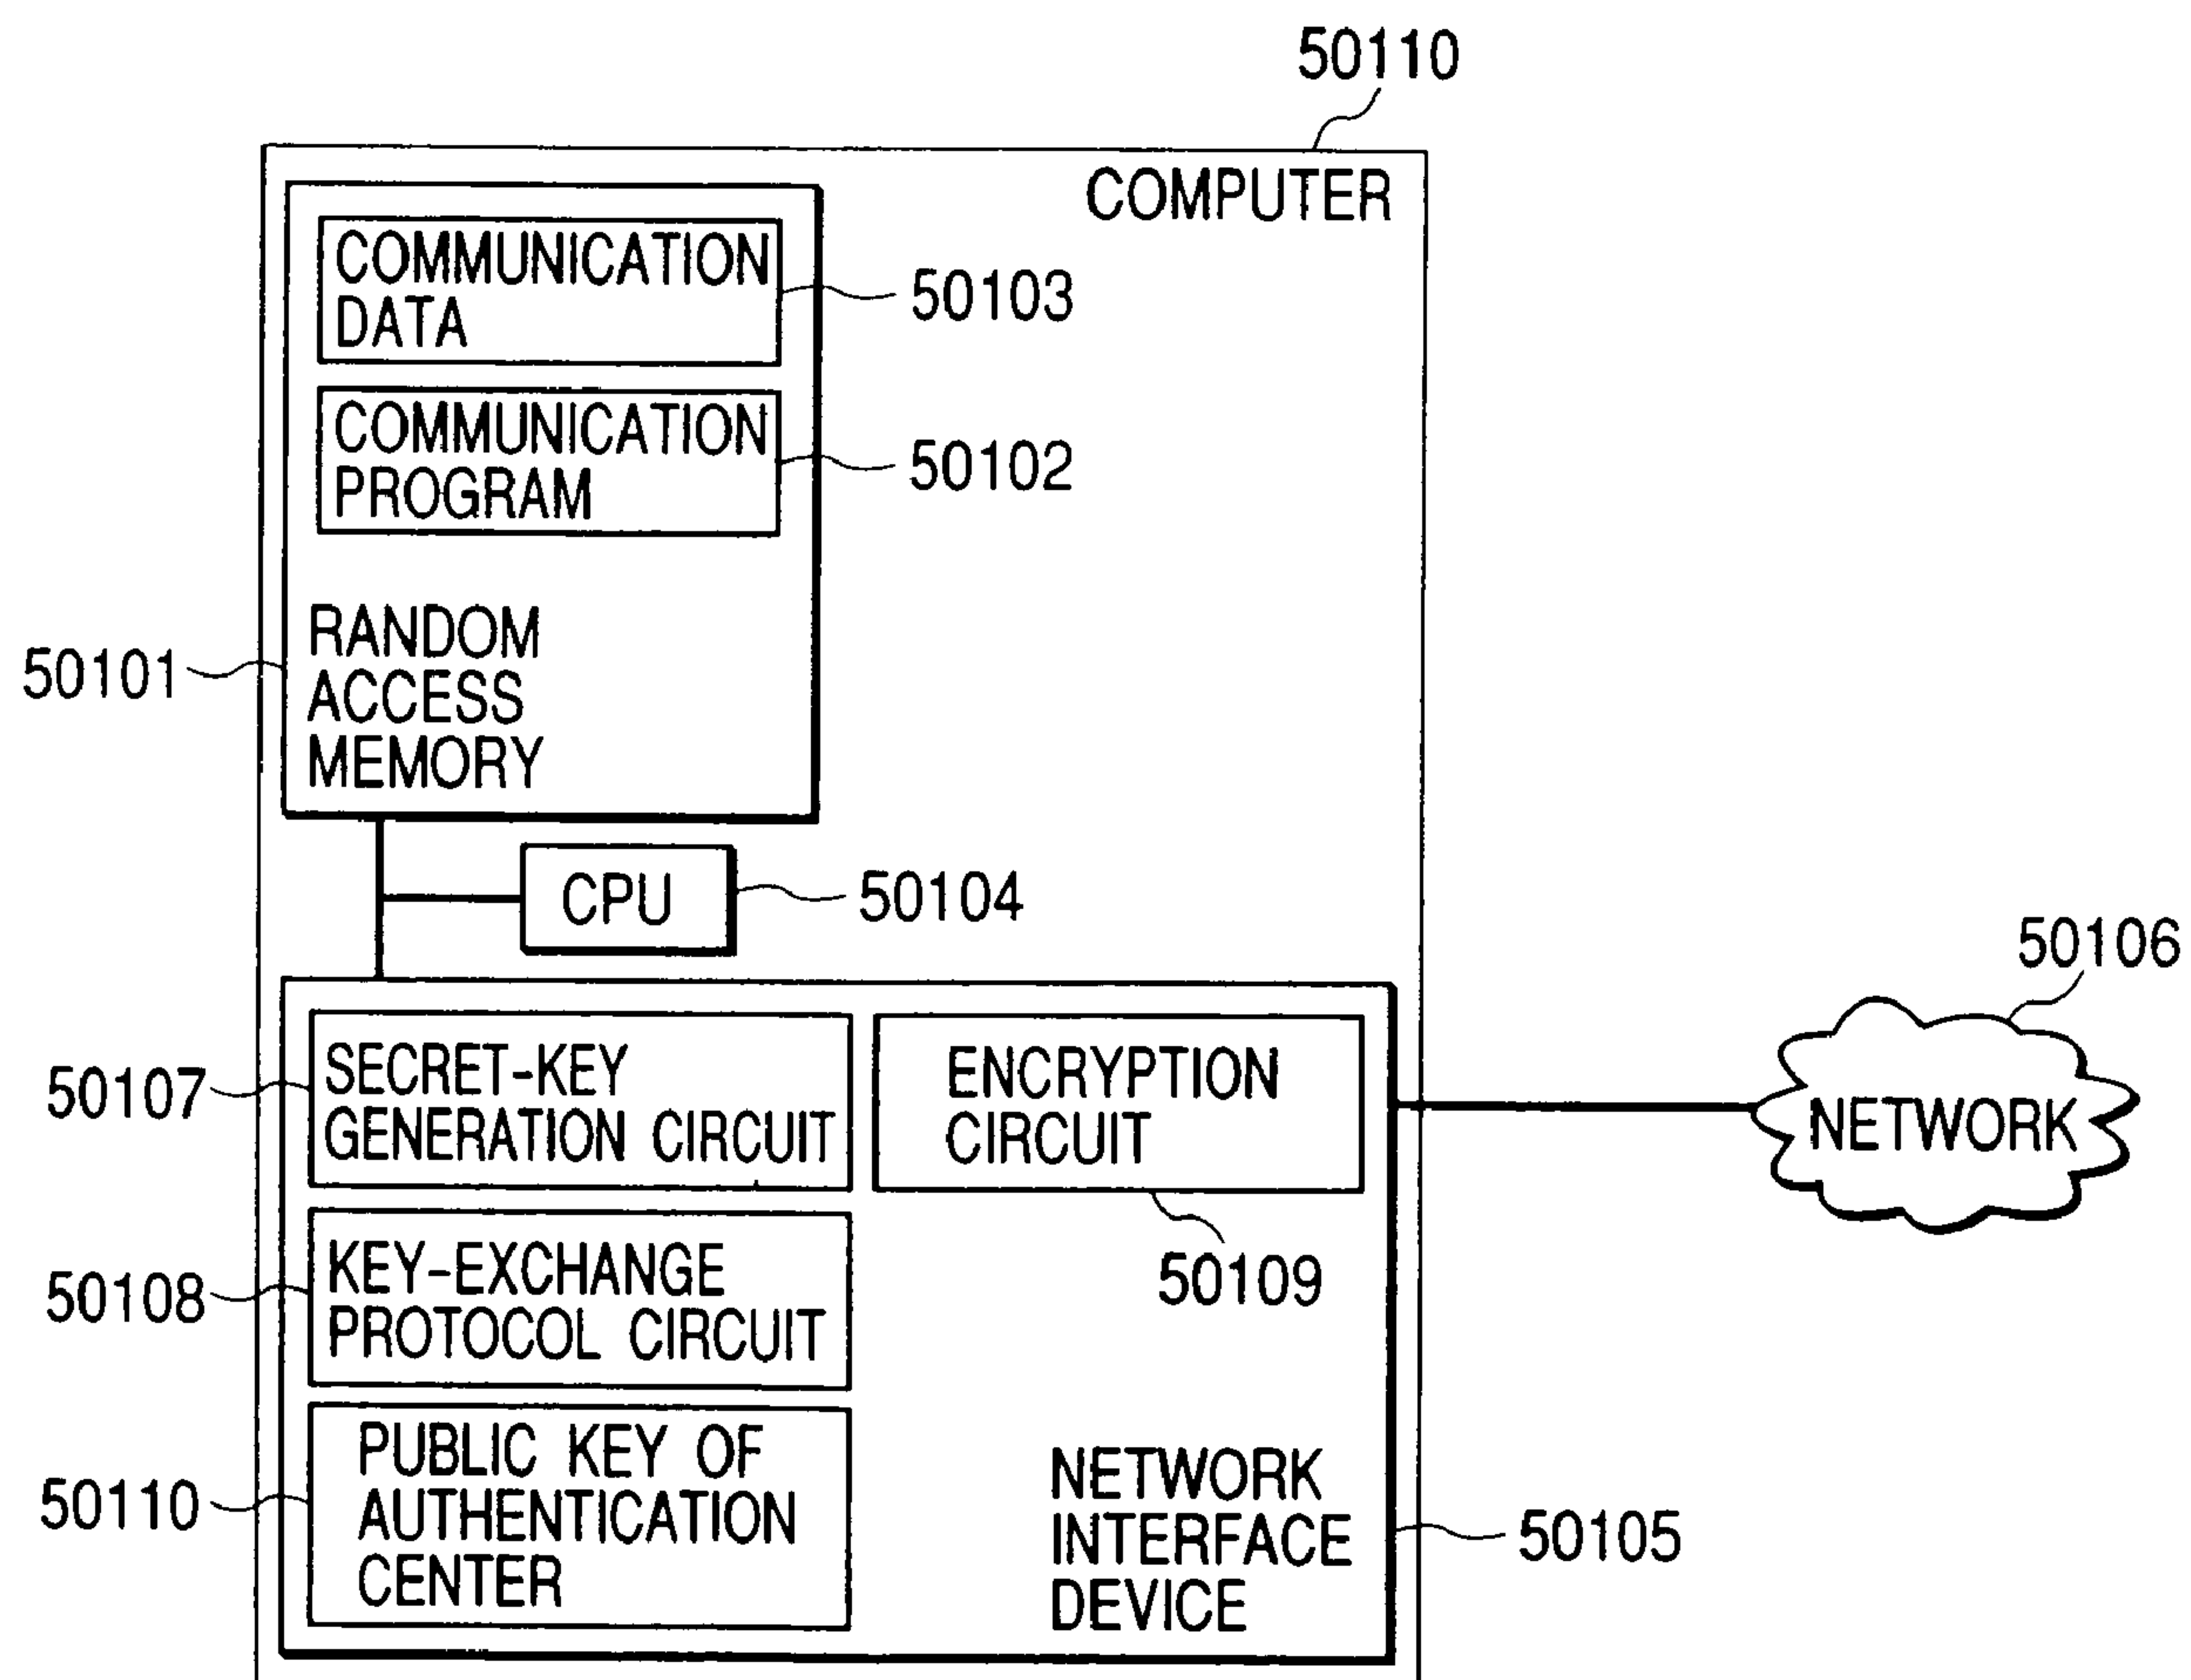 50110
COMPUTER
COMMUNICATION
DATA
50103
COMMUNICATION
PROGRAM
50102
RANDOM
ACCESS
MEMORY
50101
CPU
50104
50106
NETWORK
50107
SECRET-KEY
GENERATION CIRCUIT
ENCRYPTION
CIRCUIT
50109
50108
KEY-EXCHANGE
PROTOCOL CIRCUIT
50110
PUBLIC KEY OF
AUTHENTICATION
CENTER
NETWORK
INTERFACE
DEVICE
50105